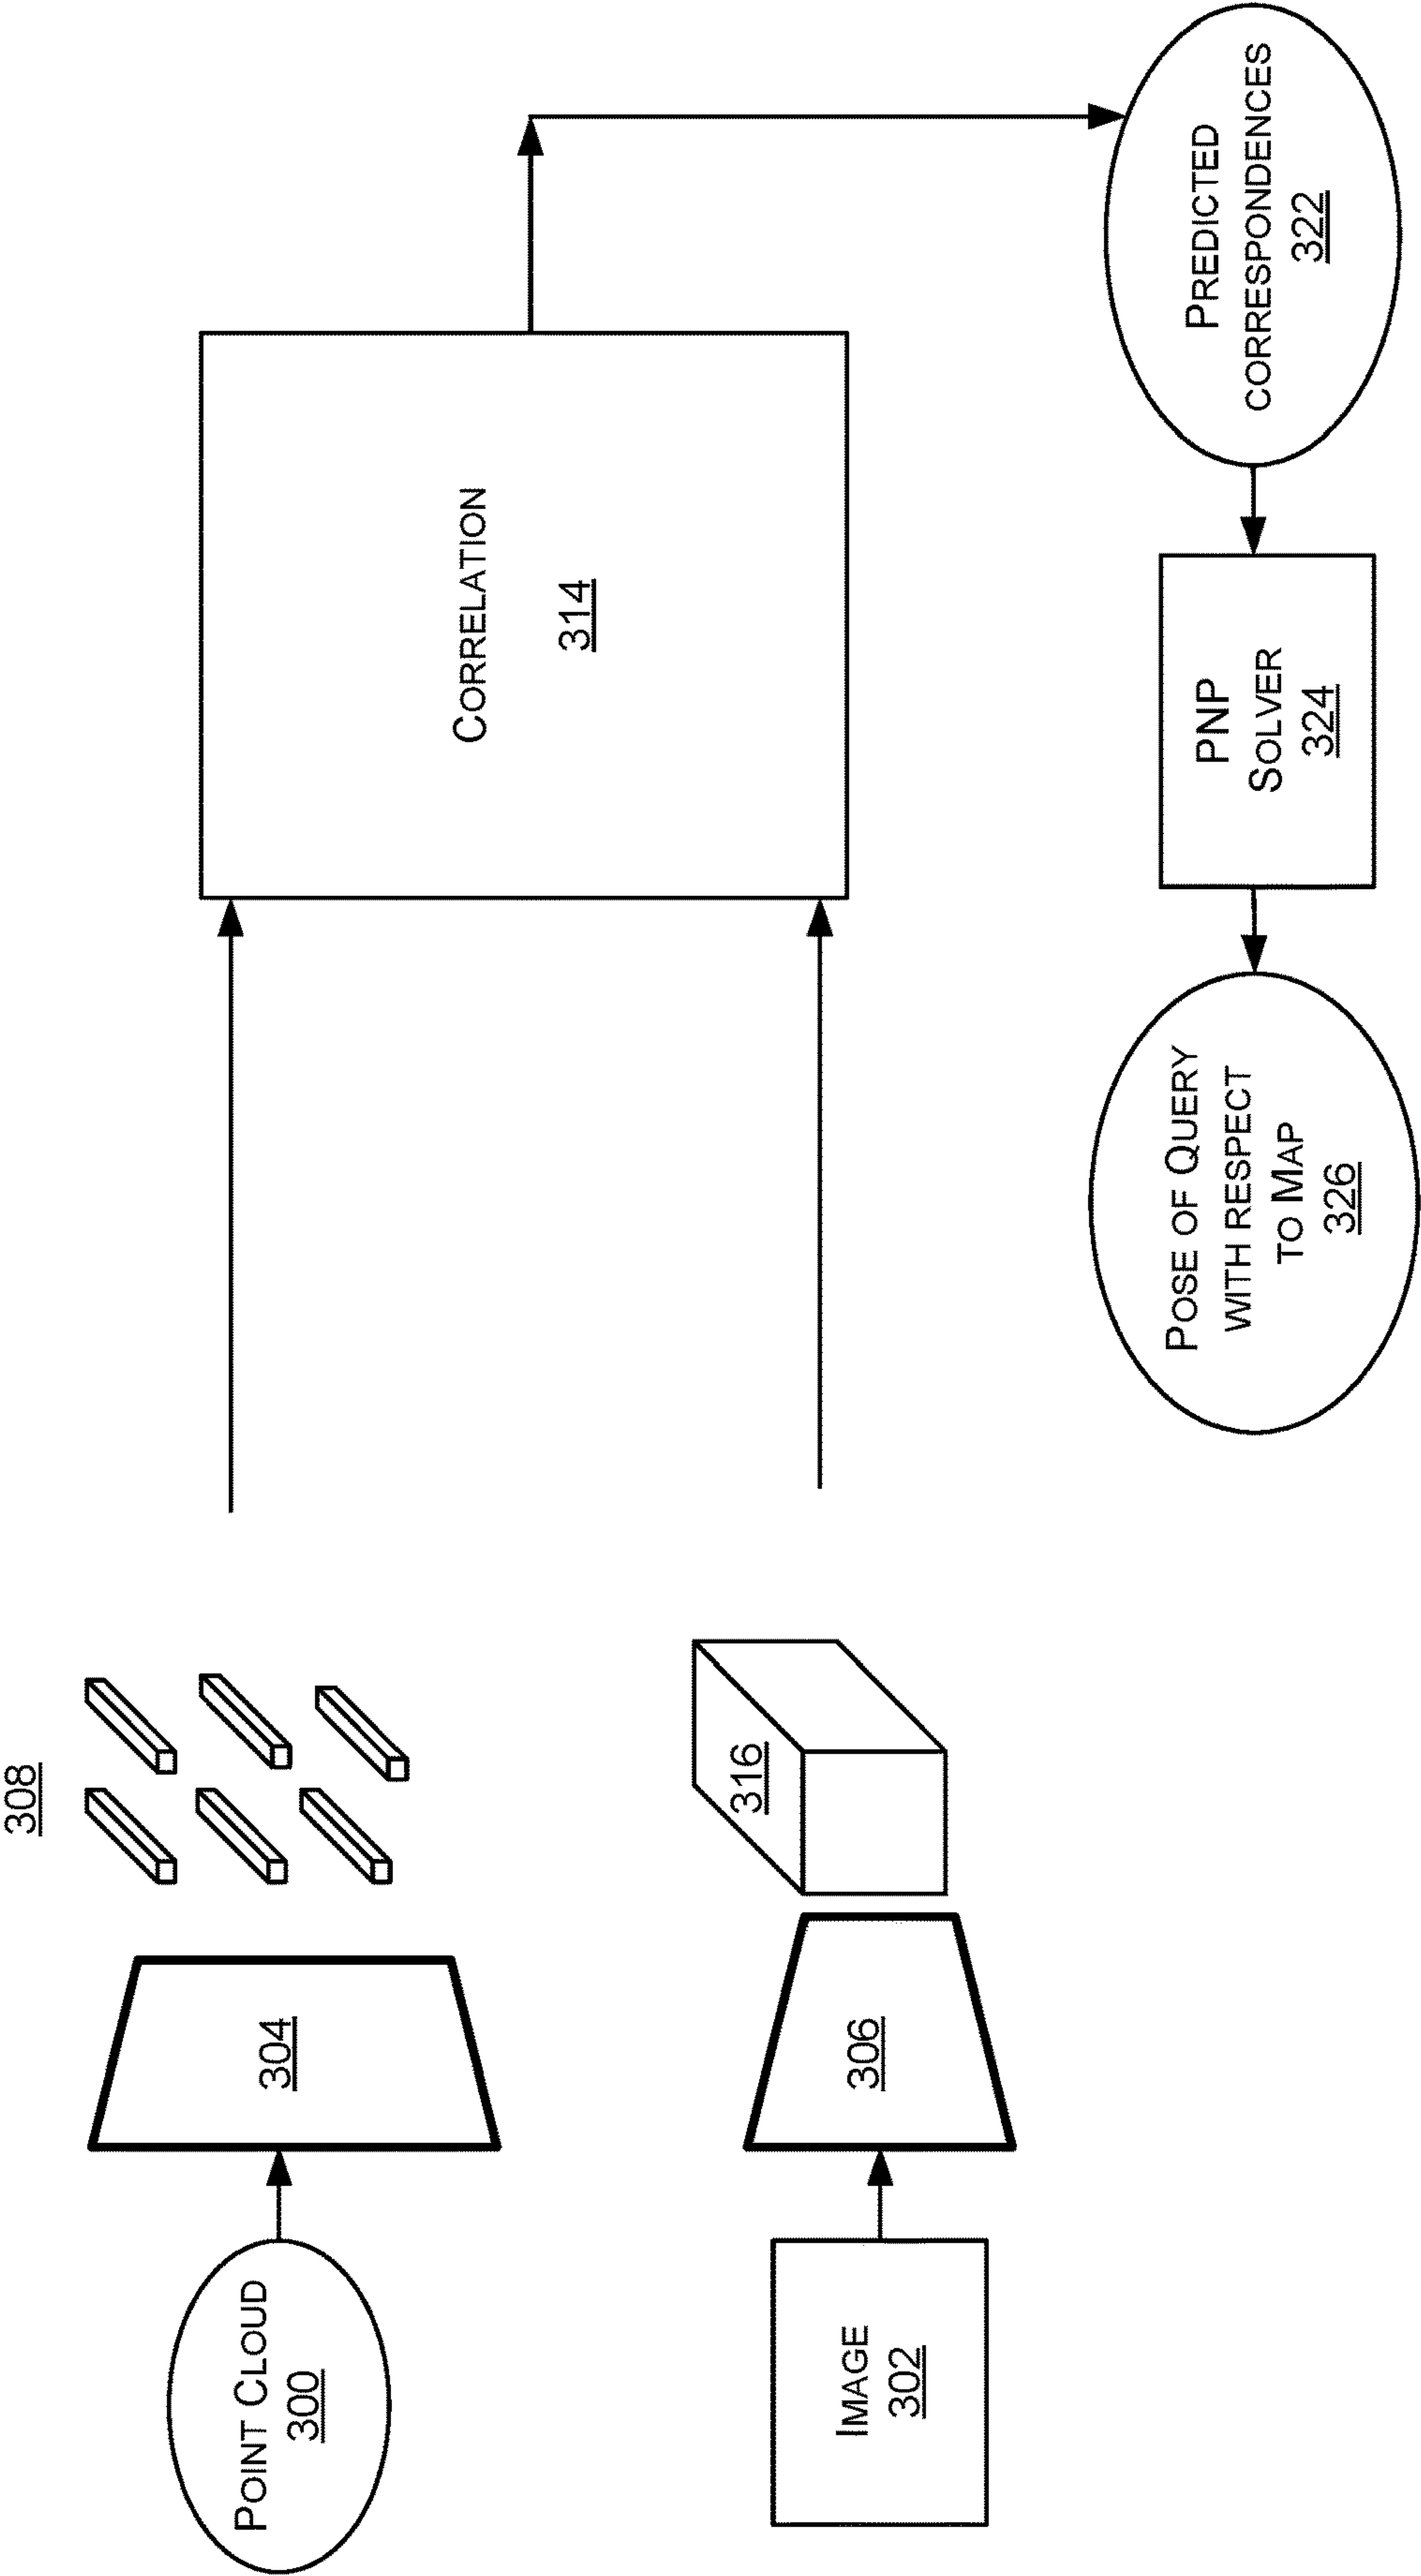 308
POINT CLOUD
300
304
CORRELATION
314
IMAGE
302
306
316
PREDICTED
CORRESPONDENCES
322
PNP
SOLVER
324
POSE OF QUERY
WITH RESPECT
TO MAP
326